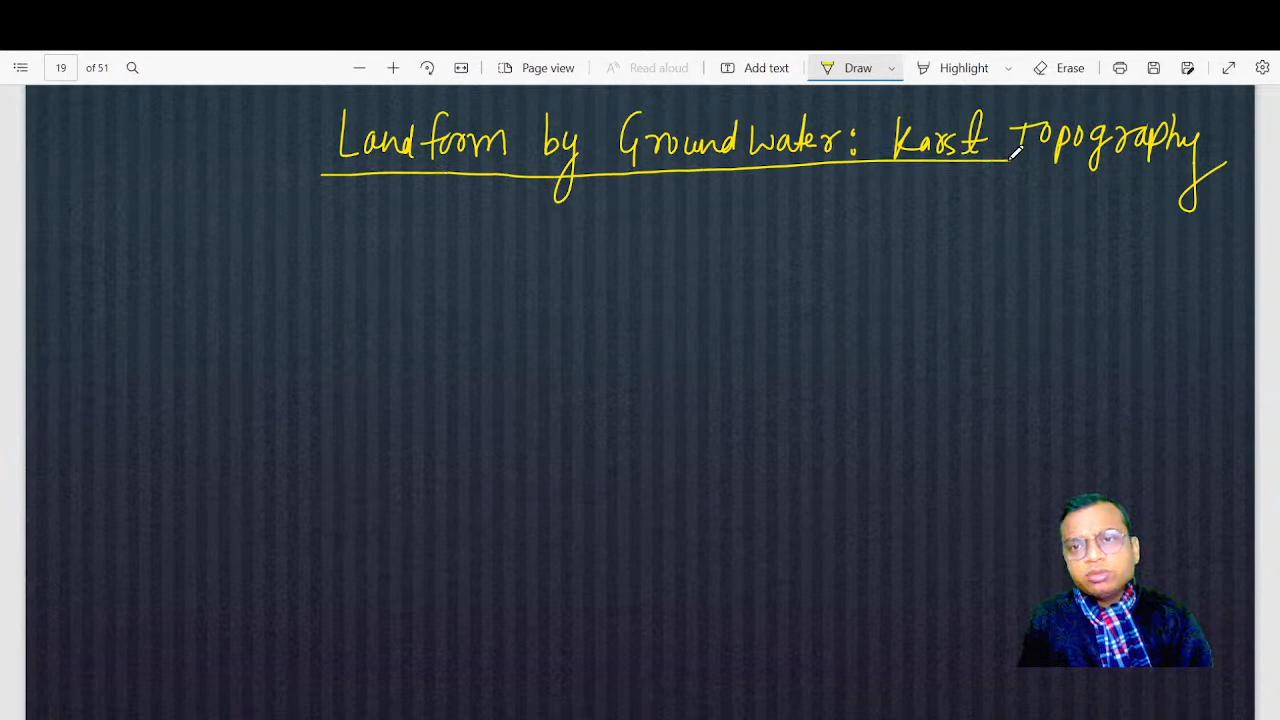 19 of 51 Page view Read aloud Add text Draw Highlight Erase
Landform by Groundwater: Karst Topography